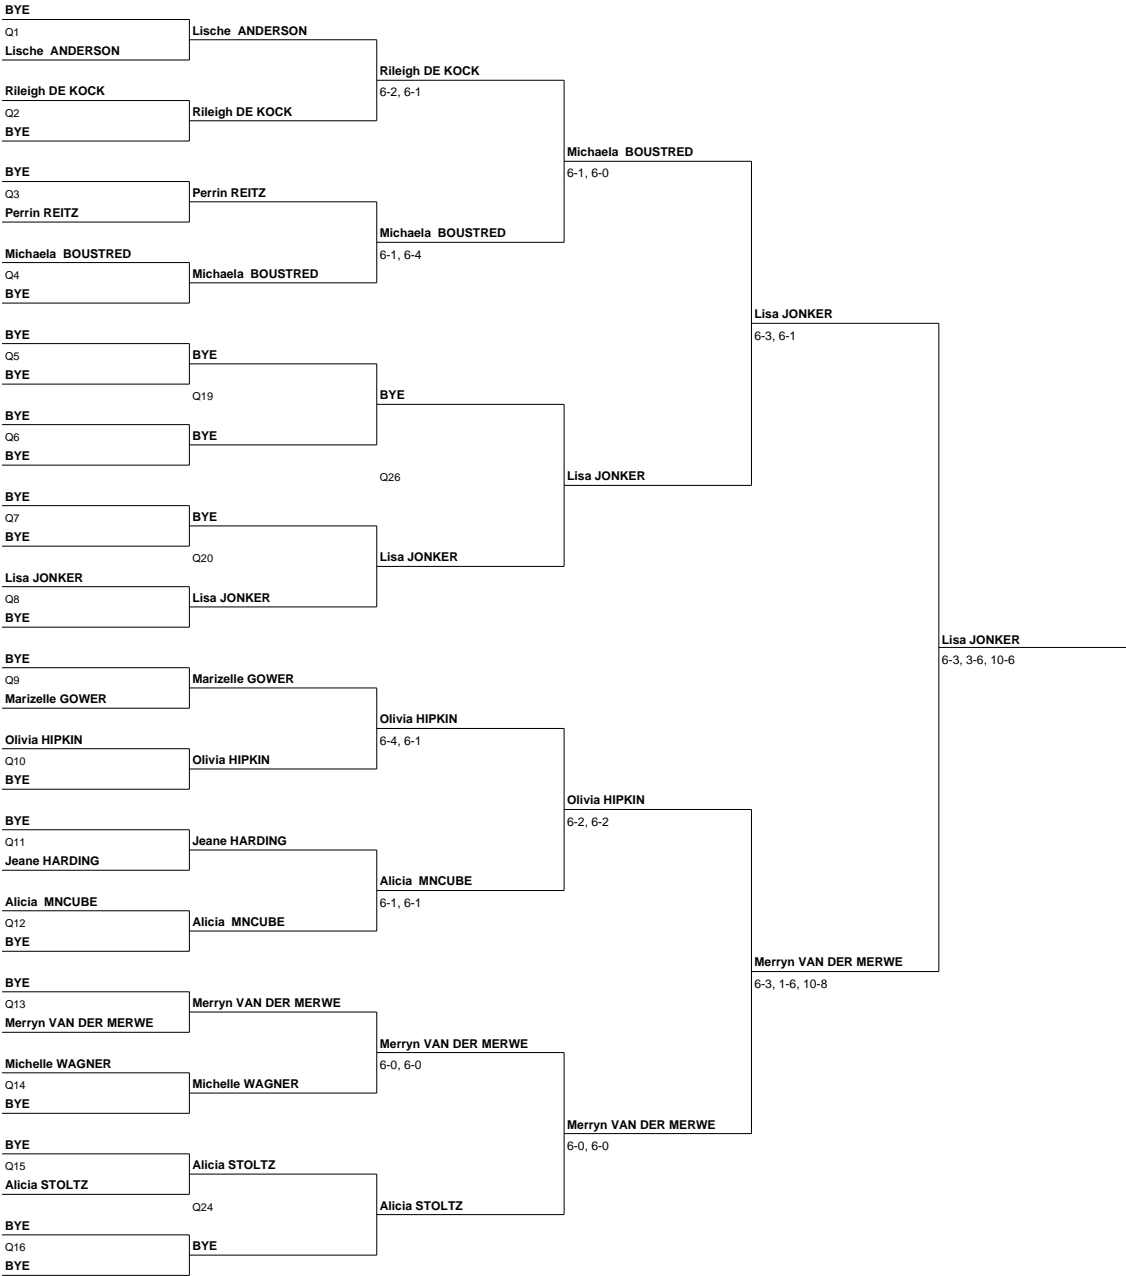 BYE
Q1
Lische  ANDERSON
Rileigh DE KOCK
Q2
BYE
BYE
Q3
Perrin REITZ
Michaela  BOUSTRED
Q4
BYE
BYE
Q5
BYE
BYE
Q6
BYE
BYE
Q7
BYE
Lisa JONKER
Q8
BYE
BYE
Q9
Marizelle GOWER
Olivia HIPKIN
Q10
BYE
BYE
Q11
Jeane HARDING
Alicia  MNCUBE
Q12
BYE
BYE
Q13
Merryn VAN DER MERWE
Michelle WAGNER
Q14
BYE
BYE
Q15
Alicia STOLTZ
BYE
Q16
BYE
Lische  ANDERSON
Rileigh DE KOCK
Perrin REITZ
Michaela  BOUSTRED
BYE
Q19
BYE
BYE
Q20
Lisa JONKER
Marizelle GOWER
Olivia HIPKIN
Jeane HARDING
Alicia  MNCUBE
Merryn VAN DER MERWE
Michelle WAGNER
Alicia STOLTZ
Q24
BYE
Rileigh DE KOCK
6-2, 6-1
Michaela  BOUSTRED
6-1, 6-4
BYE
Q26
Lisa JONKER
Olivia HIPKIN
6-4, 6-1
Alicia  MNCUBE
6-1, 6-1
Merryn VAN DER MERWE
6-0, 6-0
Alicia STOLTZ
Michaela  BOUSTRED
6-1, 6-0
Lisa JONKER
Olivia HIPKIN
6-2, 6-2
Merryn VAN DER MERWE
6-0, 6-0
Lisa JONKER
6-3, 6-1
Merryn VAN DER MERWE
6-3, 1-6, 10-8
Lisa JONKER
6-3, 3-6, 10-6